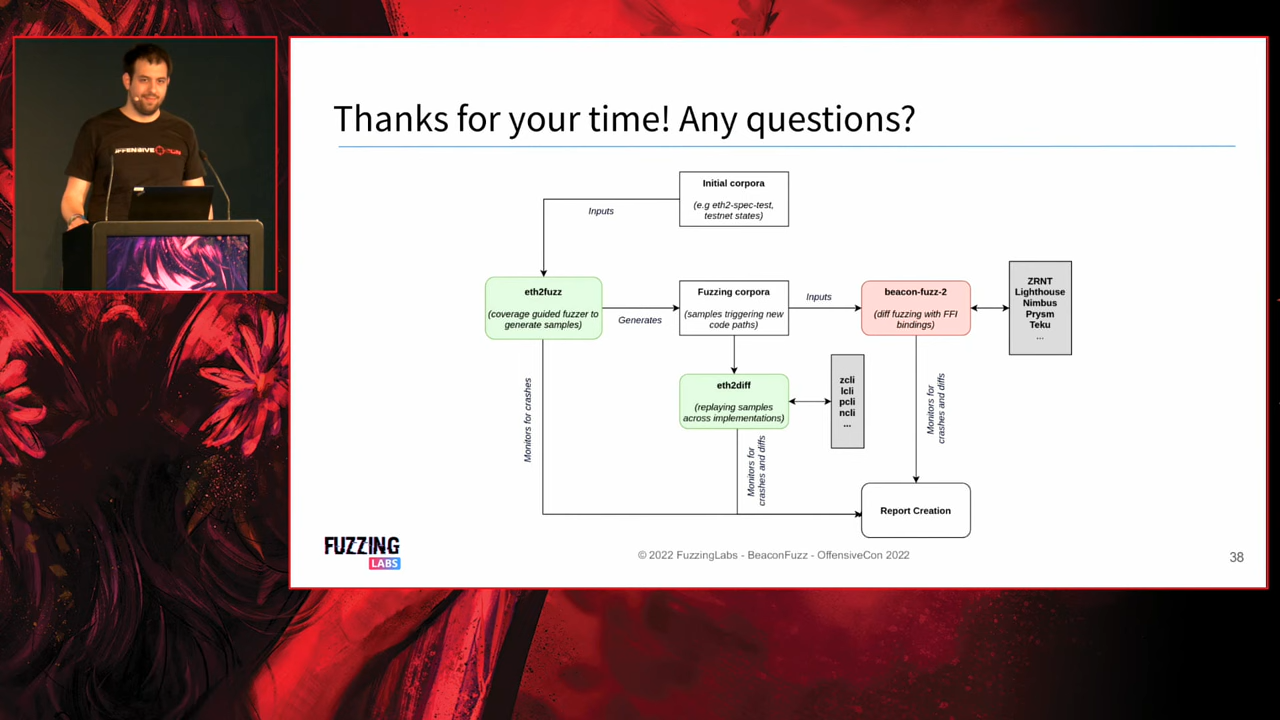 OFFENSIVE
Thanks for your time! Any questions?
Initial corpora
(e.g eth2-spec-test,
testnet states)
Inputs
eth2fuzz
(coverage guided fuzzer to
generate samples)
Generates
Fuzzing corpora
(samples triggering new
code paths)
Inputs
beacon-fuzz-2
(diff fuzzing with FFI
bindings)
ZRNT
Lighthouse
Nimbus
Prysm
Teku
...
eth2diff
(replaying samples
across implementations)
zcli
lcli
pcli
ncli
...
Monitors for crashes
Monitors for
crashes and diffs
Monitors for
crashes and diffs
Report Creation
FUZZING
LABS
© 2022 FuzzingLabs - BeaconFuzz - OffensiveCon 2022
38